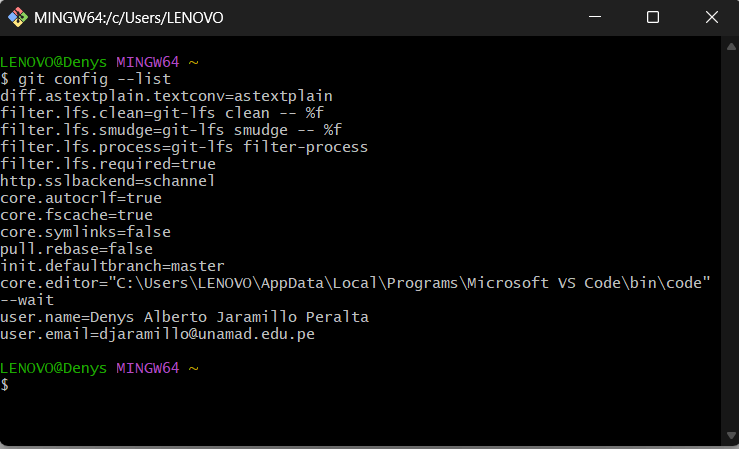 MINGW64:/c/Users/LENOVO
LENOVO@Denys MINGW64 ~
$ git config --list
diff.astextplain.textconv=astextplain
filter.lfs.clean=git-lfs clean -- %f
filter.lfs.smudge=git-lfs smudge -- %f
filter.lfs.process=git-lfs filter-process
filter.lfs.required=true
http.sslbackend=schannel
core.autocrlf=true
core.fscache=true
core.symlinks=false
pull.rebase=false
init.defaultbranch=master
core.editor="C:\Users\LENOVO\AppData\Local\Programs\Microsoft VS Code\bin\code"
--wait
user.name=Denys Alberto Jaramillo Peralta
user.email=djaramillo@unamad.edu.pe
LENOVO@Denys MINGW64 ~
$